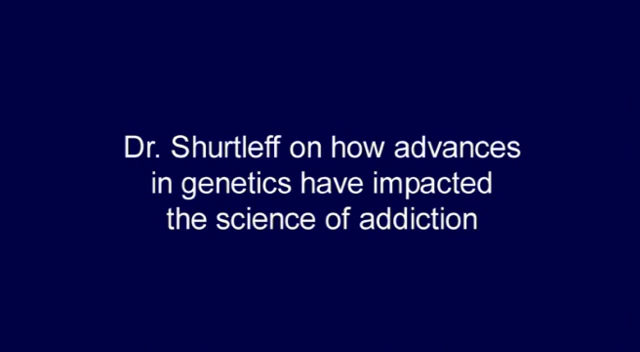 Dr. Shurtleff on how advances
in genetics have impacted
the science of addiction